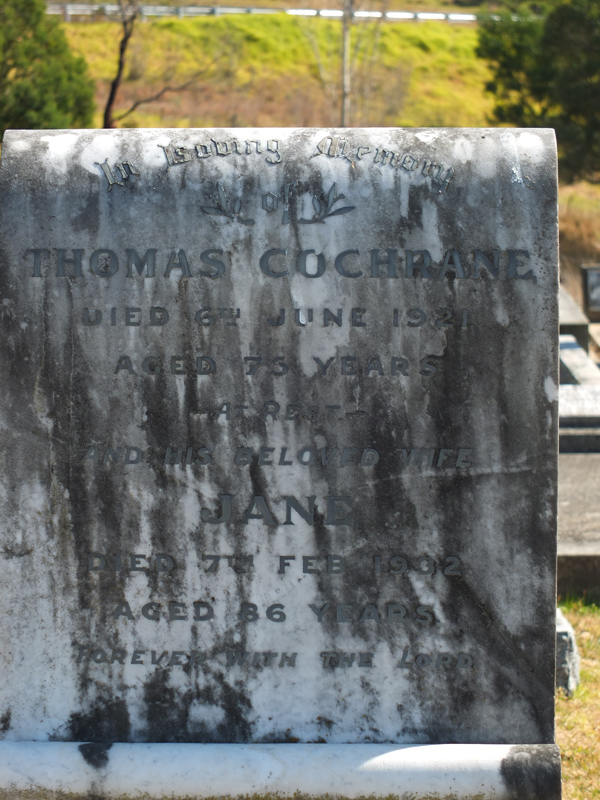 In Loving Memory
of
THOMAS COCHRANE
DIED 6TH JUNE 1921
AGED 75 YEARS
—AT REST—
AND HIS BELOVED WIFE
JANE
DIED 7TH FEB 1932
AGED 86 YEARS
FOREVER WITH THE LORD